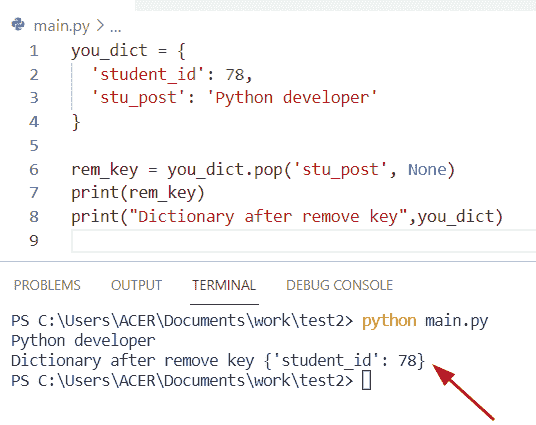 main.py > ...
1 you_dict = {
2   'student_id': 78,
3   'stu_post': 'Python developer'
4 }
5
6 rem_key = you_dict.pop('stu_post', None)
7 print(rem_key)
8 print("Dictionary after remove key",you_dict)
9
PROBLEMS OUTPUT TERMINAL DEBUG CONSOLE
PS C:\Users\ACER\Documents\work\test2> python main.py
Python developer
Dictionary after remove key {'student_id': 78}
PS C:\Users\ACER\Documents\work\test2>